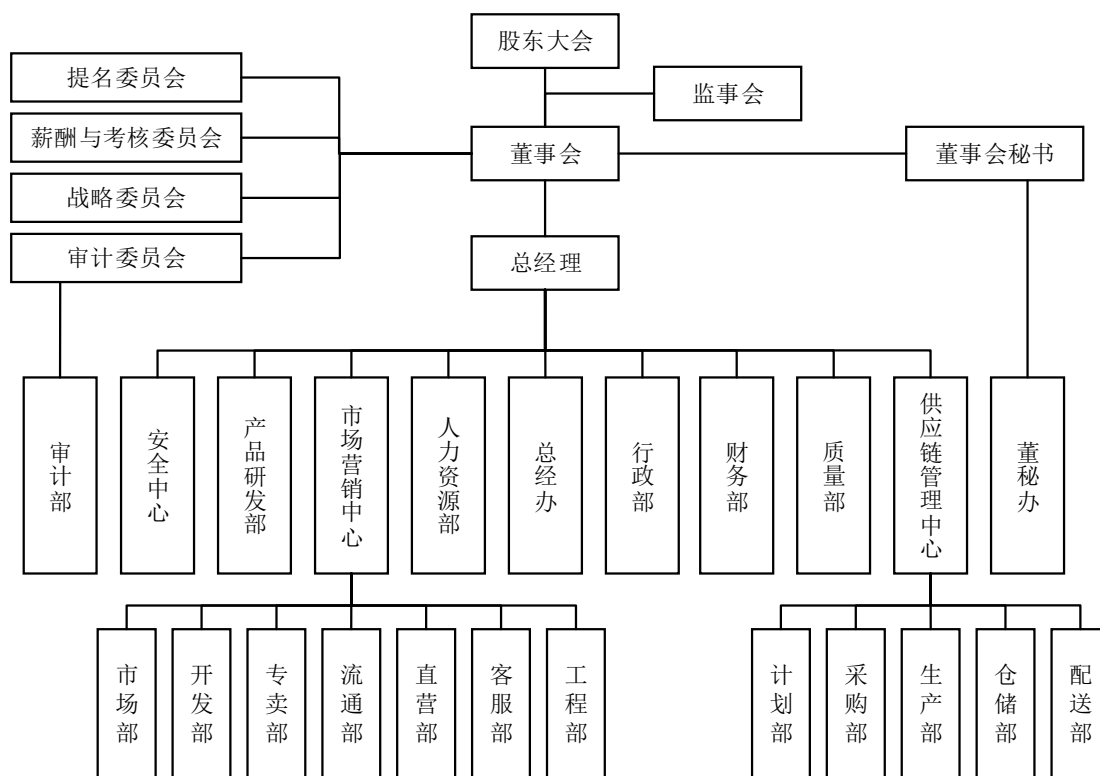 股东大会
提名委员会
监事会
薪酬与考核委员会
董事会
董事会秘书
战略委员会
审计委员会
总经理
审计部
安全中心
产品研发部
市场营销中心
人力资源部
总经办
行政部
财务部
质量部
供应链管理中心
董秘办
市场部
开发部
专卖部
流通部
直营部
客服部
工程部
计划部
采购部
生产部
仓储部
配送部